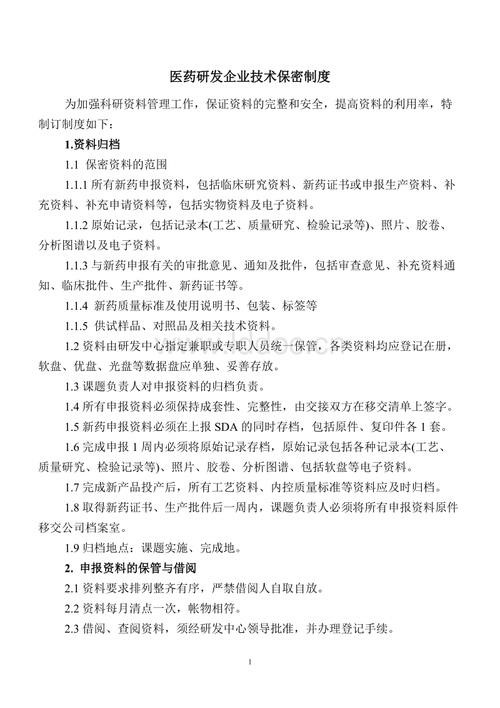 医药研发企业技术保密制度
为加强科研资料管理工作，保证资料的完整和安全，提高资料的利用率，特
制订制度如下：
1.资料归档
1.1 保密资料的范围
1.1.1 所有新药申报资料，包括临床研究资料、新药证书或申报生产资料、补
充资料、补充申请资料等，包括实物资料及电子资料。
1.1.2 原始记录，包括记录本(工艺、质量研究、检验记录等)、照片、胶卷、
分析图谱以及电子资料。
1.1.3 与新药申报有关的审批意见、通知及批件，包括审查意见、补充资料通
知、临床批件、生产批件、新药证书等。
1.1.4 新药质量标准及使用说明书、包装、标签等
1.1.5 供试样品、对照品及相关技术资料。
1.2 资料由研发中心指定兼职或专职人员统一保管，各类资料均应登记在册，
软盘、优盘、光盘等数据盘应单独、妥善存放。
1.3 课题负责人对申报资料的归档负责。
1.4 所有申报资料必须保持成套性、完整性，由交接双方在移交清单上签字。
1.5 新药申报资料必须在上报 SDA 的同时存档，包括原件、复印件各 1 套。
1.6 完成申报 1 周内必须将原始记录存档，原始记录包括各种记录本(工艺、
质量研究、检验记录等)、照片、胶卷、分析图谱、包括软盘等电子资料。
1.7 完成新产品投产后，所有工艺资料、内控质量标准等资料应及时归档。
1.8 取得新药证书、生产批件后一周内，课题负责人必须将所有申报资料原件
移交公司档案室。
1.9 归档地点：课题实施、完成地。
2. 申报资料的保管与借阅
2.1 资料要求排列整齐有序，严禁借阅人自取自放。
2.2 资料每月清点一次，帐物相符。
2.3 借阅、查阅资料，须经研发中心领导批准，并办理登记手续。
1